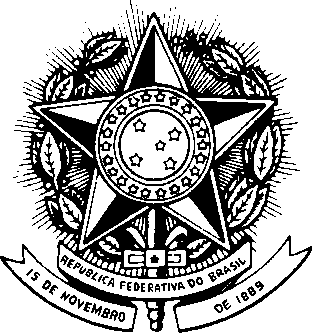 REPUBLICA FEDERATIVA DO BRASIL
15 DE NOVEMBRO
DE 1889